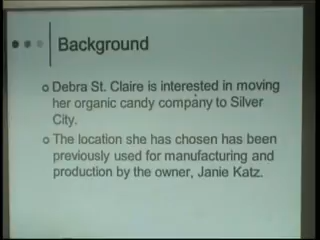 Background
Debra St. Claire is interested in moving
her organic candy company to Silver
City.
The location she has chosen has been
previously used for manufacturing and
production by the owner, Janie Katz.